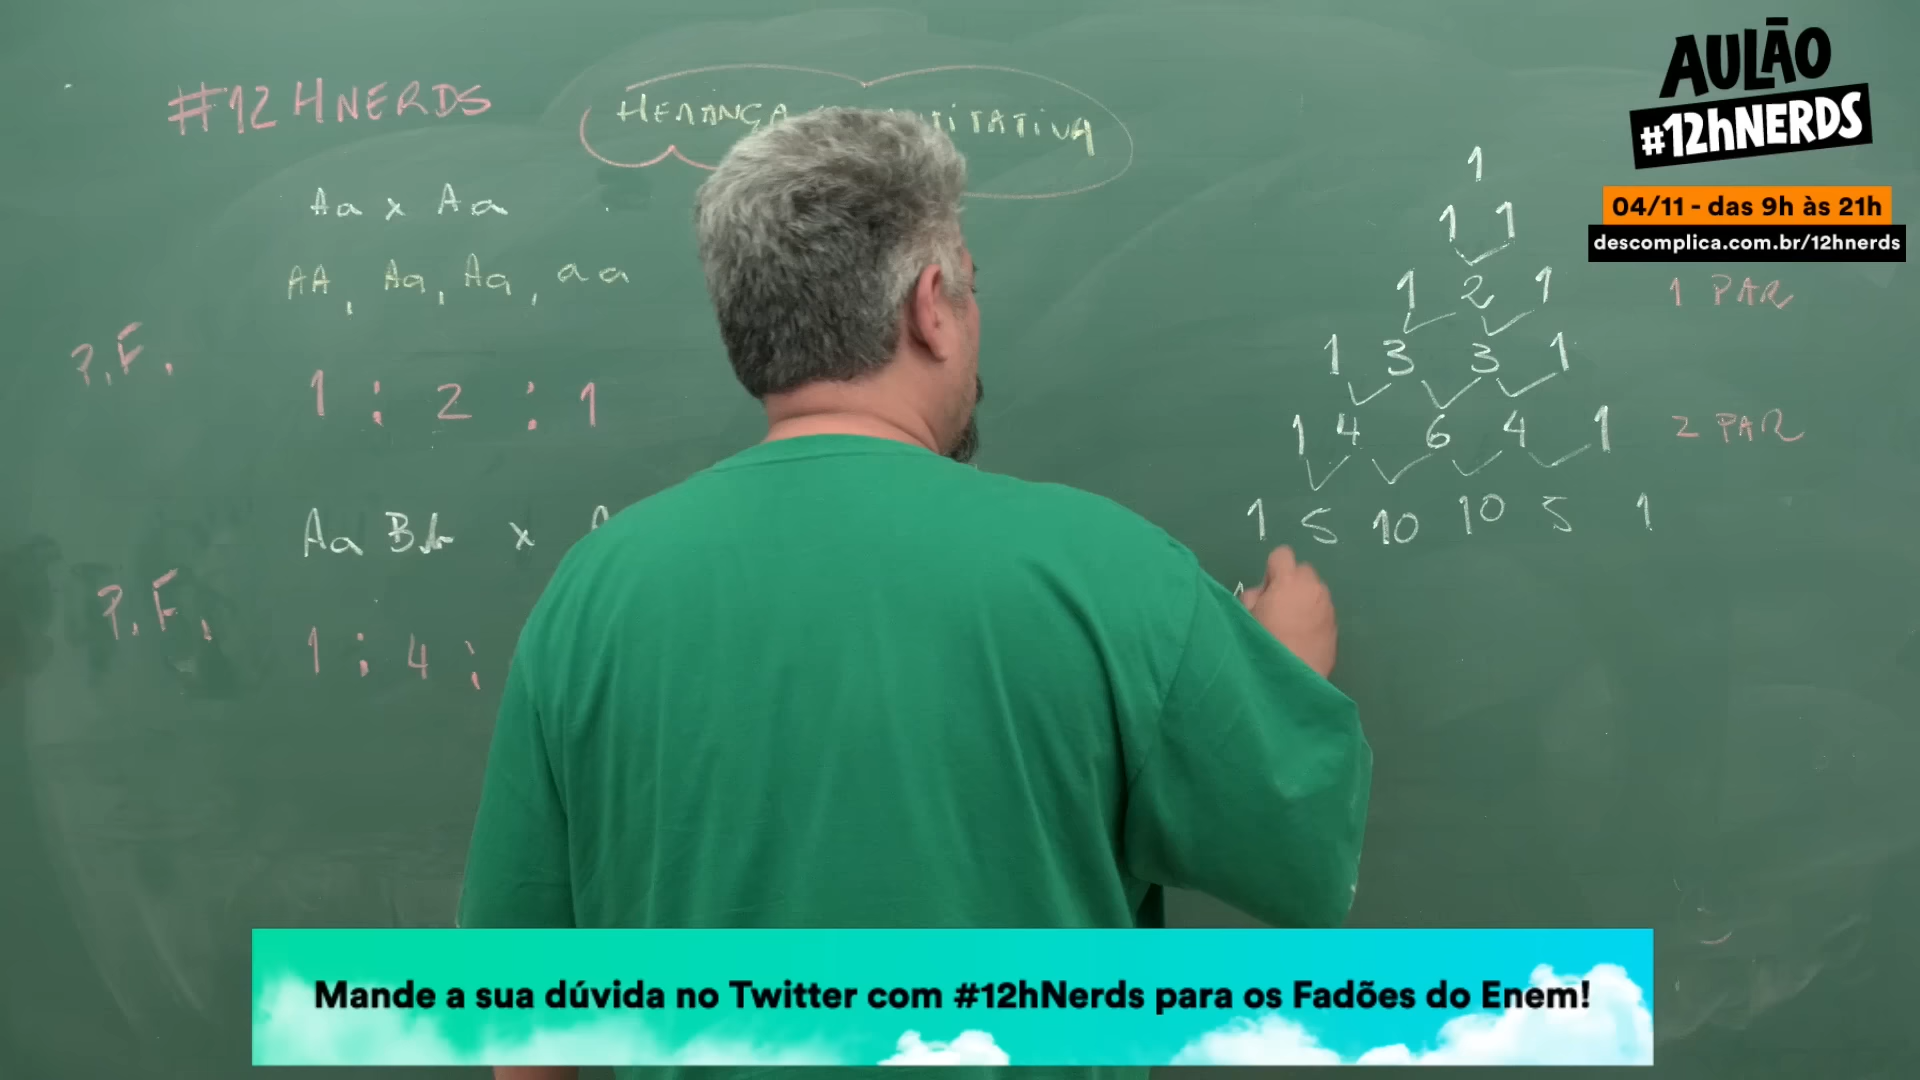 #12HNERDS
HERANÇA
Aa x Aa
AA, Aa, Aa, aa
P.F.
1 : 2 : 1
Aa Bb x
P.F.
1 : 4 :
1
1 1
1 2 1 1 PAR
1 3 3 1
1 4 6 4 1 2 PAR
1 5 10 10 5 1
AULÃO
#12hNERDS
04/11 - das 9h às 21h
descomplica.com.br/12hnerds
Mande a sua dúvida no Twitter com #12hNerds para os Fadões do Enem!